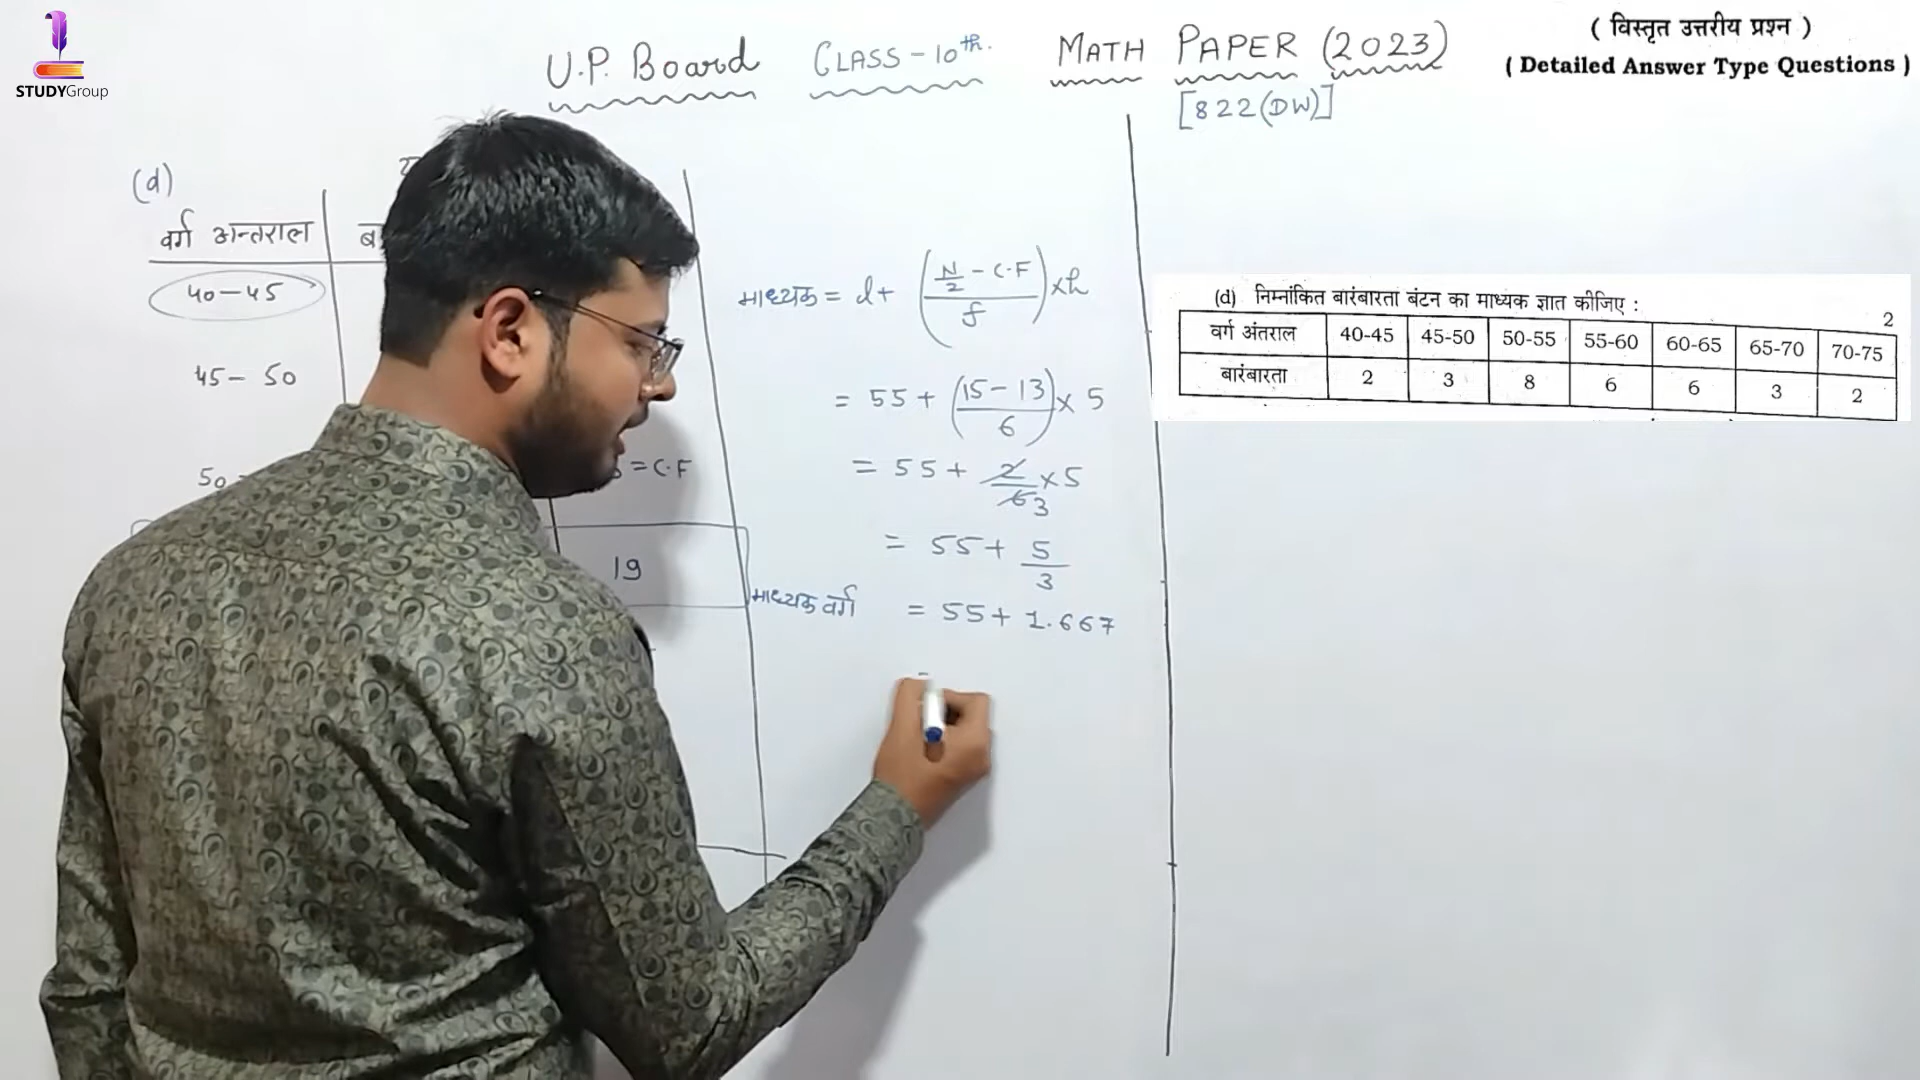 STUDYGroup
U.P. Board CLASS-10th. MATH PAPER (2023)
[822(DW)]
( विस्तृत उत्तरीय प्रश्न )
( Detailed Answer Type Questions )
(d)
वर्ग अन्तराल
40-45
45-50
50
= C.F
19
माध्यक वर्ग
माध्यक = l + ( (N/2 - C.F) / f ) × h
= 55 + ( (15 - 13) / 6 ) × 5
= 55 + 2/6 3 × 5
= 55 + 5/3
= 55 + 1.667
(d) निम्नांकित बारंबारता बंटन का माध्यक ज्ञात कीजिए : 2
वर्ग अंतराल 40-45 45-50 50-55 55-60 60-65 65-70 70-75
बारंबारता 2 3 8 6 6 3 2